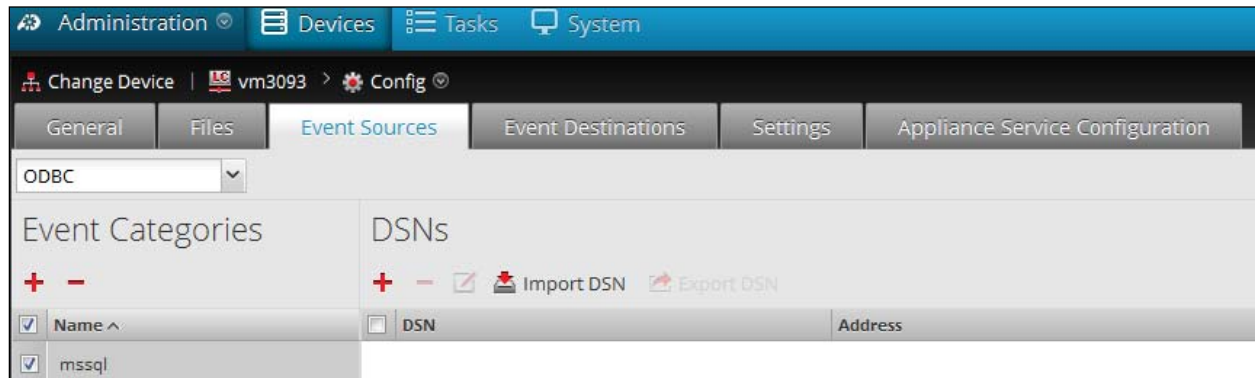 Administration Devices Tasks System
Change Device | LC vm3093 > Config
General Files Event Sources Event Destinations Settings Appliance Service Configuration
ODBC
Event Categories DSNs
+ - + - Import DSN Export DSN
Name DSN Address
mssql